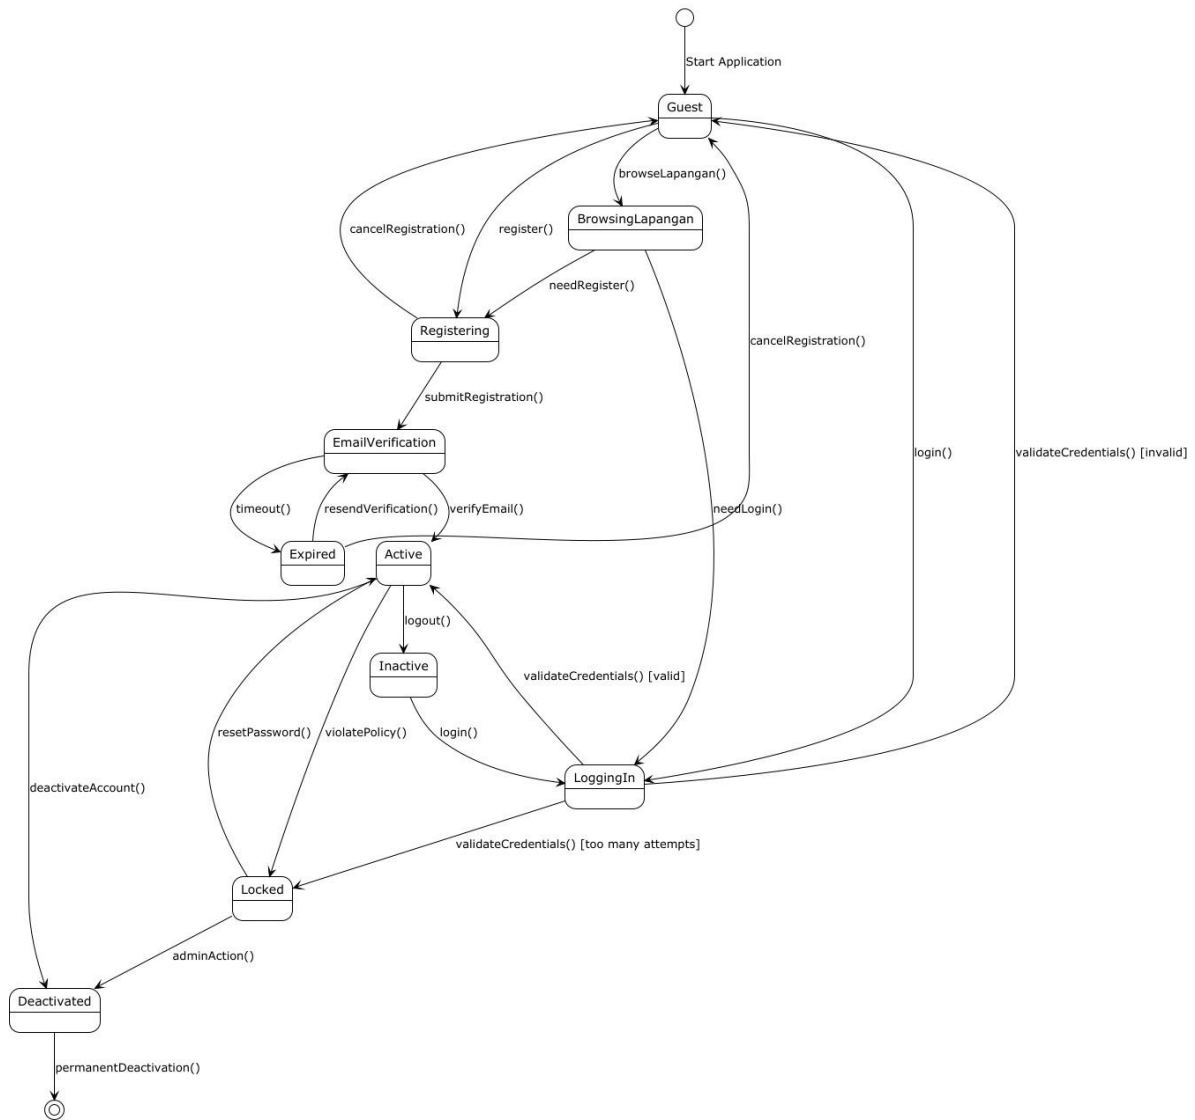 Start Application
Guest
browseLapangan()
BrowsingLapangan
cancelRegistration()
register()
needRegister()
Registering
cancelRegistration()
submitRegistration()
EmailVerification
login()
validateCredentials() [invalid]
timeout()
resendVerification()
verifyEmail()
needLogin()
Expired
Active
logout()
Inactive
validateCredentials() [valid]
resetPassword()
violatePolicy()
login()
LoggingIn
deactivateAccount()
validateCredentials() [too many attempts]
Locked
adminAction()
Deactivated
permanentDeactivation()